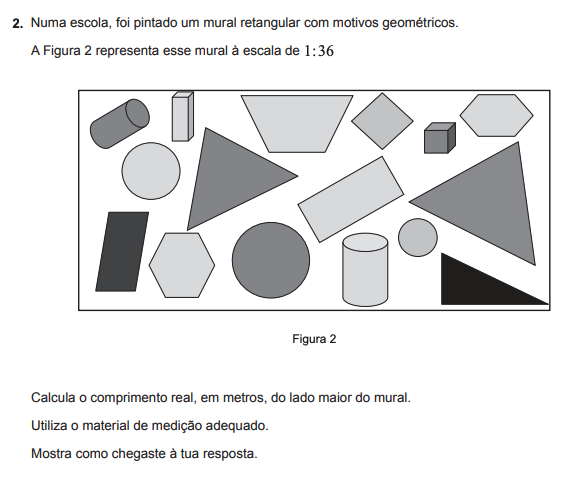 2. Numa escola, foi pintado um mural retangular com motivos geométricos.
A Figura 2 representa esse mural à escala de 1:36
Figura 2
Calcula o comprimento real, em metros, do lado maior do mural.
Utiliza o material de medição adequado.
Mostra como chegaste à tua resposta.